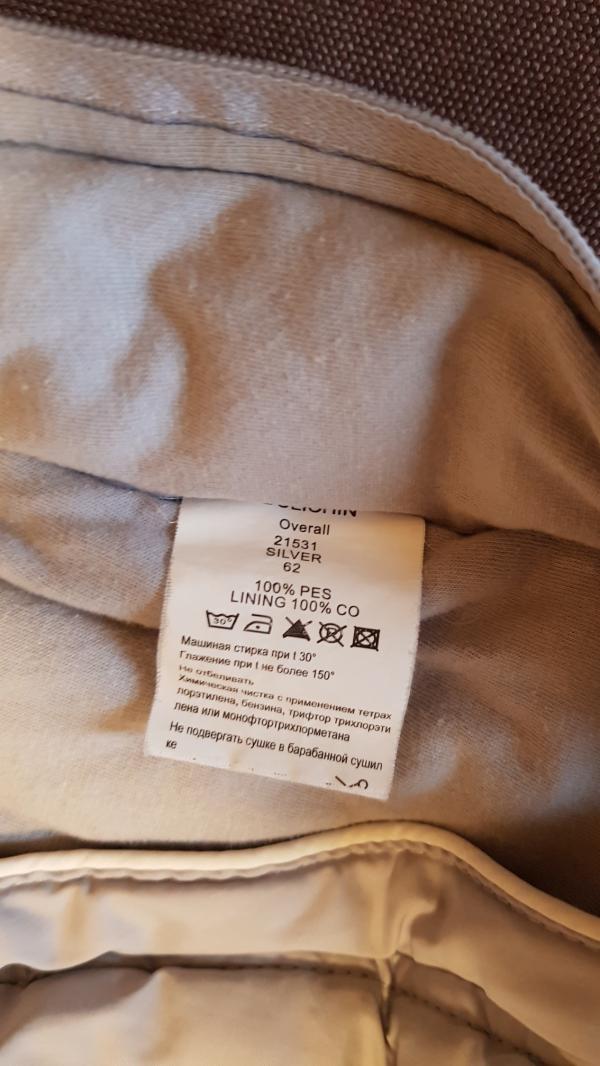 Overall
21531
SILVER
62
100% PES
LINING 100% CO
30°
Машиная стирка при t 30°
Глажение при t не более 150°
Не отбеливать
Химическая чистка с применением тетрах
лорэтилена, бензина, трифтор трихлорэти
лена или монофтортрихлорметана
Не подвергать сушке в барабанной сушил
ке